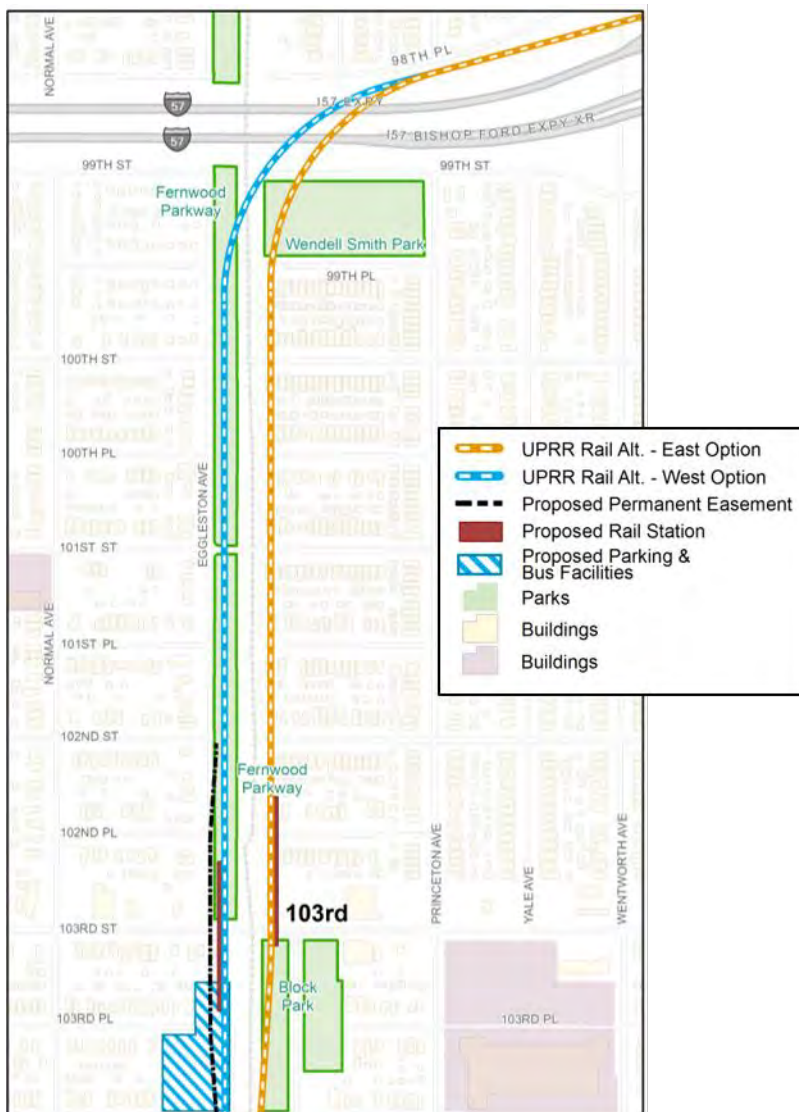 NORMAL AVE
98TH PL
57
I57 EXPY
57
I57 BISHOP FORD EXPY XR
99TH ST
99TH ST
Fernwood
Parkway
Wendell Smith Park
99TH PL
100TH ST
100TH PL
EGGLESTON AVE
UPRR Rail Alt. - East Option
UPRR Rail Alt. - West Option
Proposed Permanent Easement
Proposed Rail Station
Proposed Parking &
Bus Facilities
Parks
Buildings
Buildings
101ST ST
NORMAL AVE
101ST PL
102ND ST
Fernwood
Parkway
102ND PL
PRINCETON AVE
YALE AVE
WENTWORTH AVE
103rd
103RD ST
Block
Park
103RD PL
103RD PL